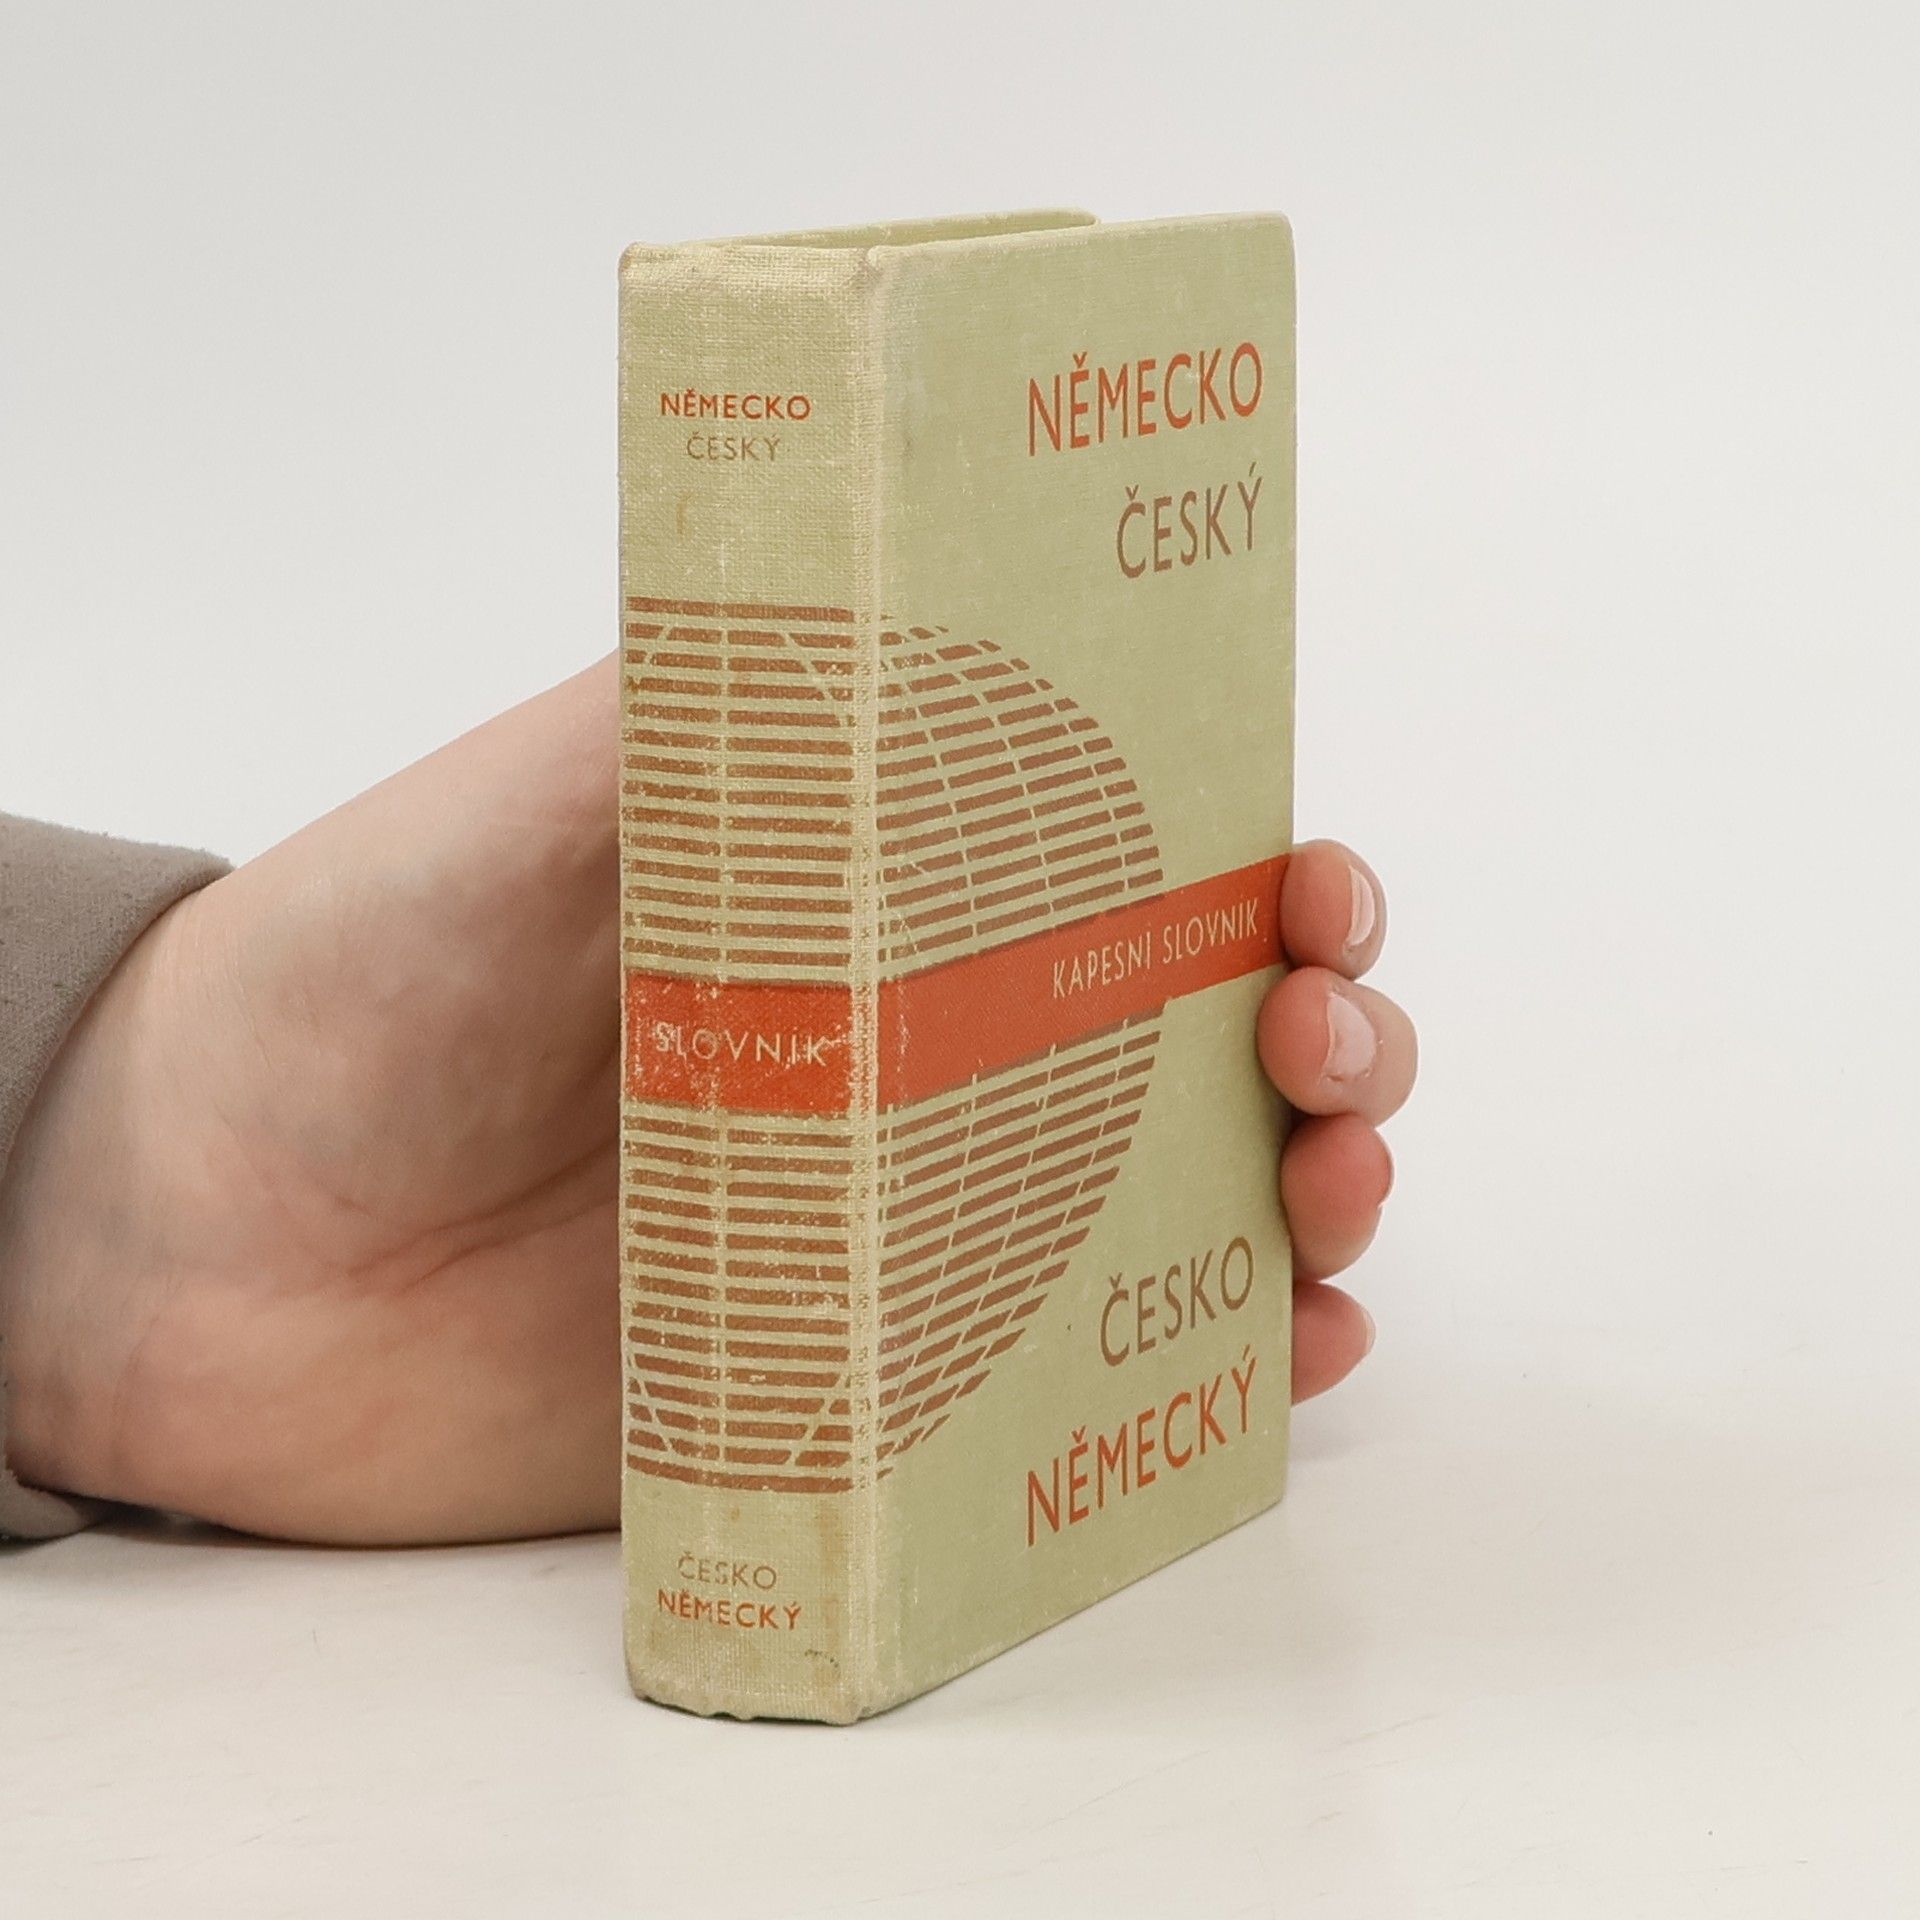 NĚMECKO
ČESKÝ
SLOVNÍK
ČESKO
NĚMECKÝ
NĚMECKO
ČESKÝ
KAPESNÍ SLOVNÍK
ČESKO
NĚMECKÝ